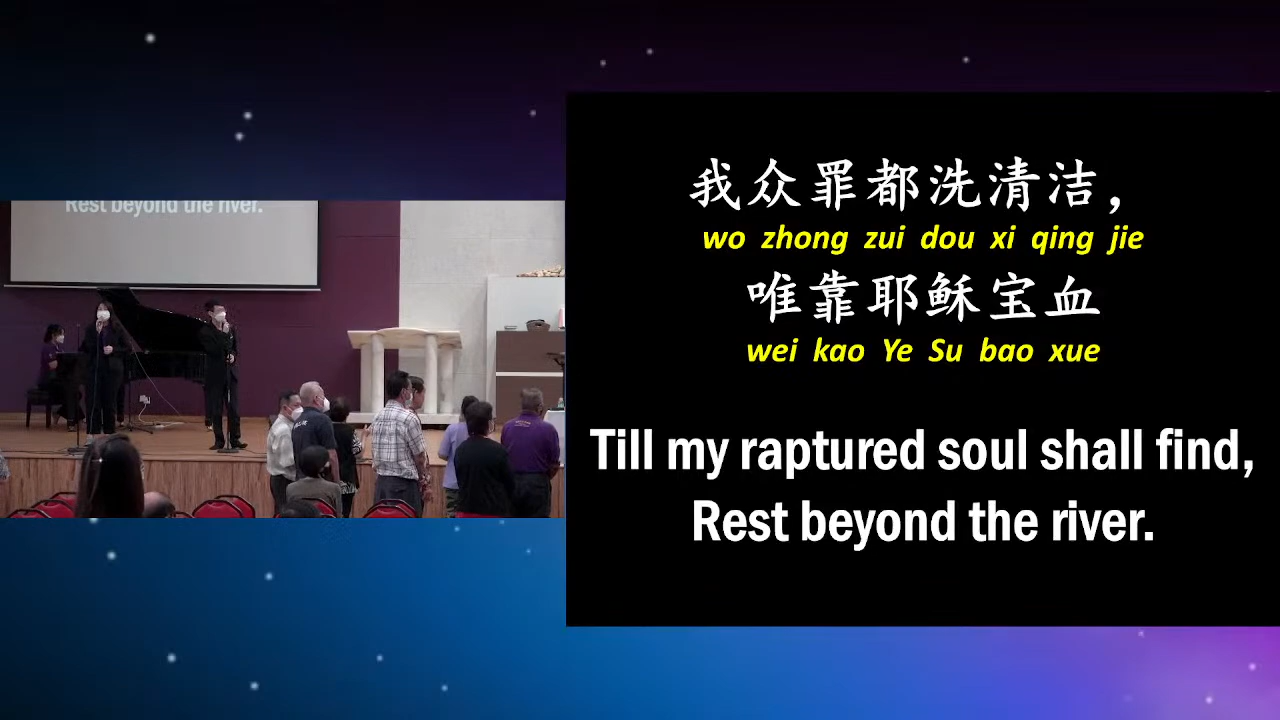 Rest beyond the river.
我众罪都洗清洁，
wo zhong zui dou xi qing jie
唯靠耶稣宝血
wei kao Ye Su bao xue
Till my raptured soul shall find,
Rest beyond the river.